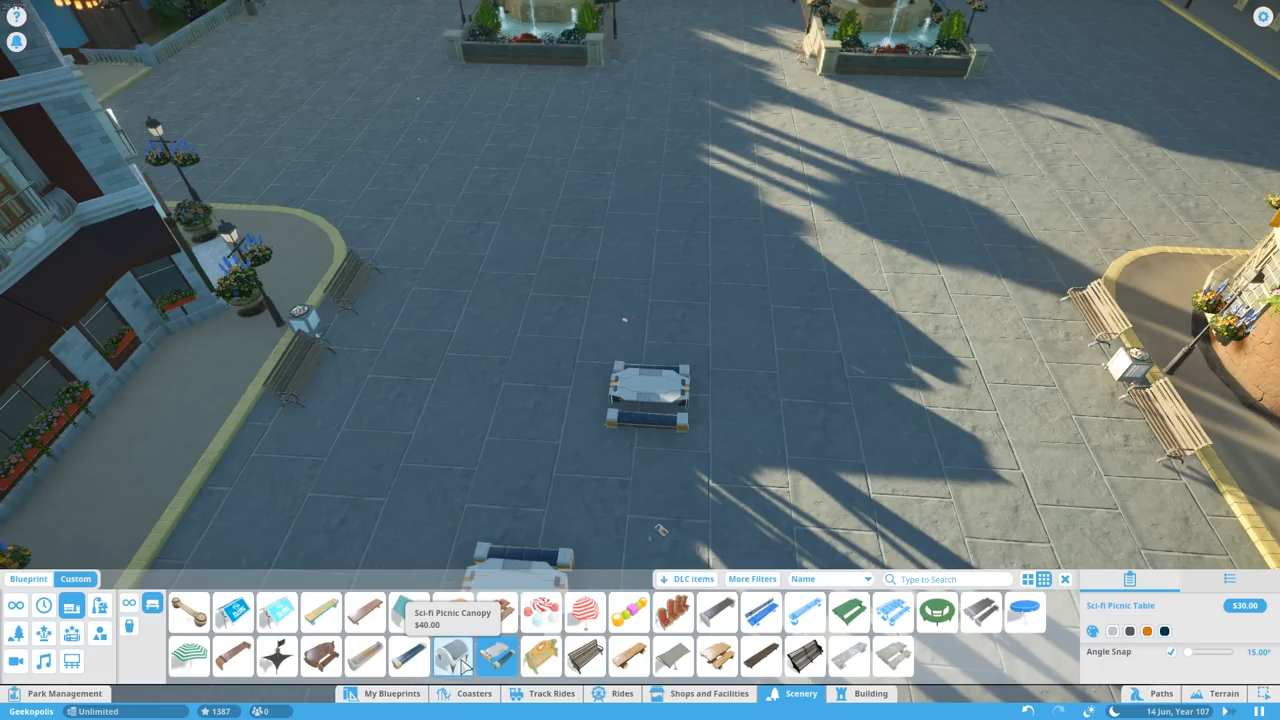 ?
Blueprint
Custom
DLC items
More Filters
Name
Type to Search
Sci-fi Picnic Canopy
$40.00
Sci-fi Picnic Table
$30.00
Angle Snap
15.00°
Park Management
My Blueprints
Coasters
Track Rides
Rides
Shops and Facilities
Scenery
Building
Paths
Terrain
Geekopolis
Unlimited
1387
0
14 Jun, Year 107